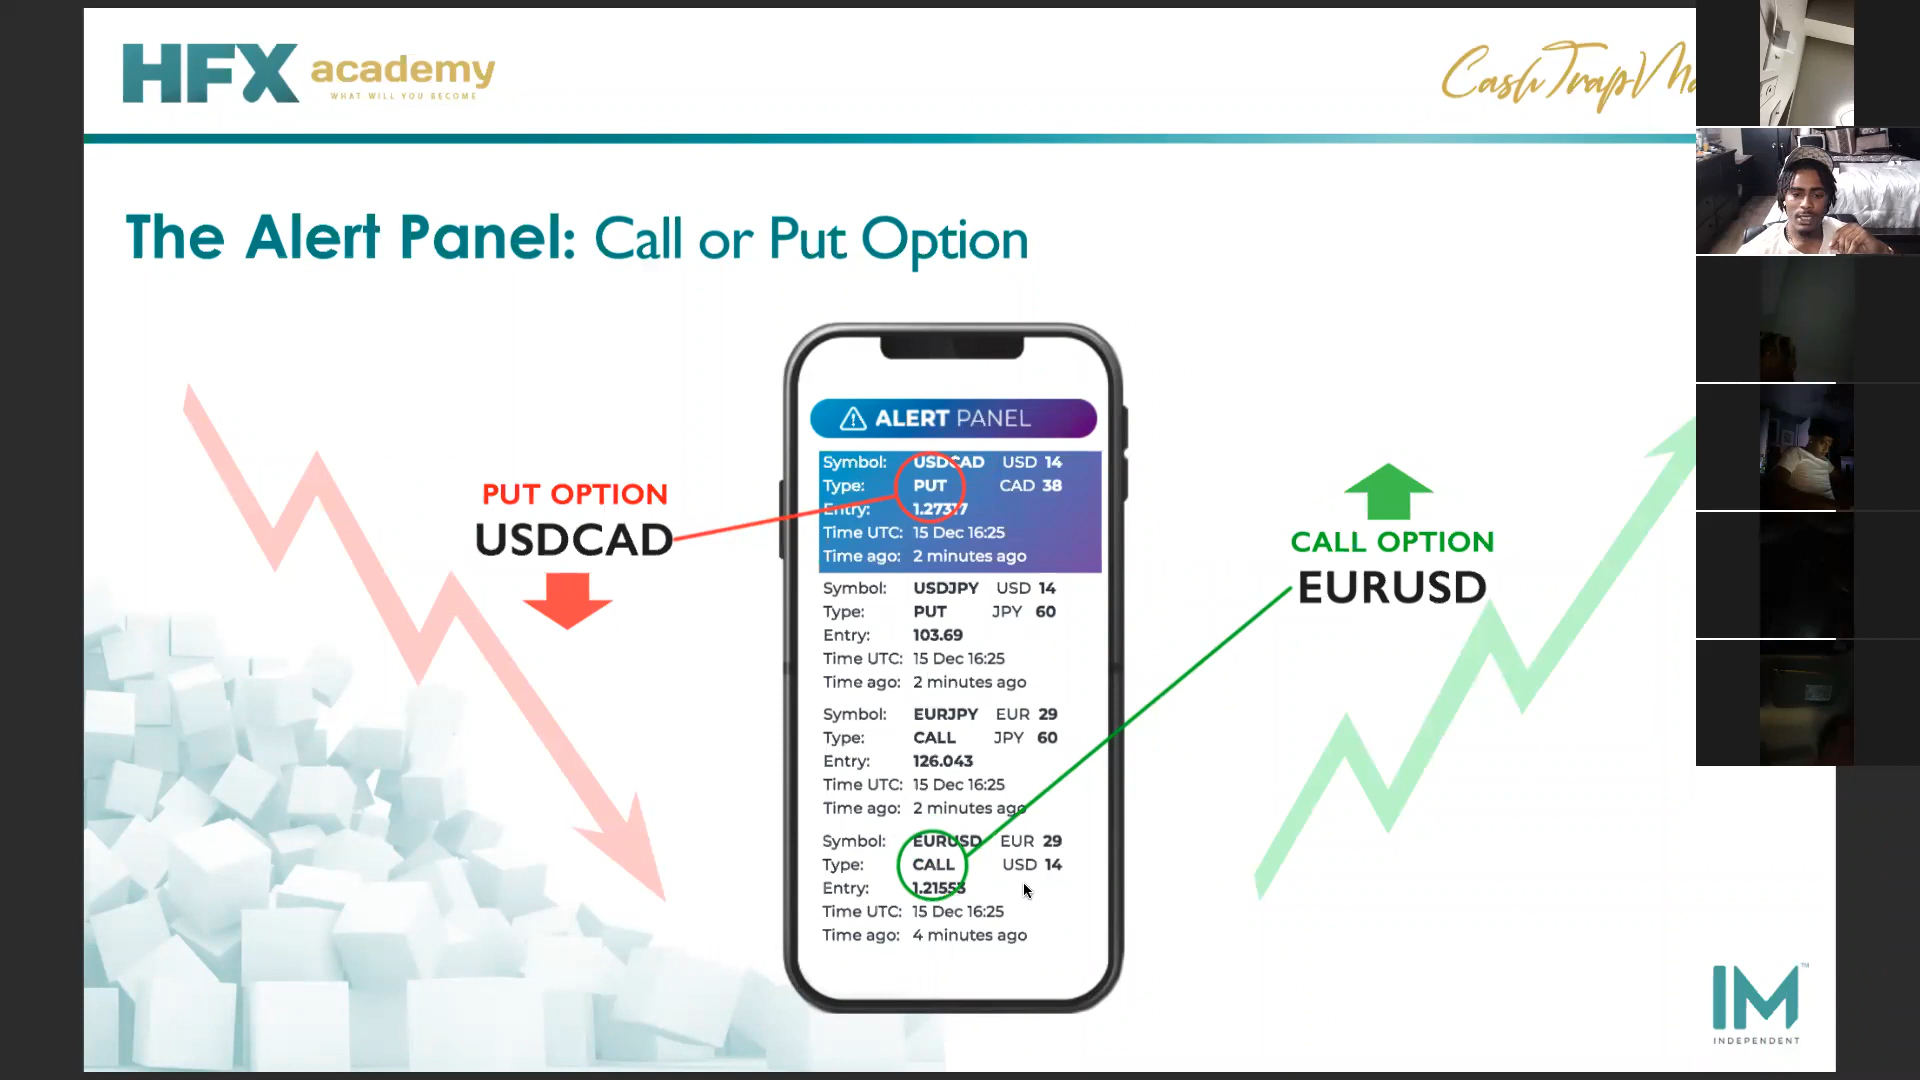 HFX academy
WHAT WILL YOU BECOME
CashTrapMa
The Alert Panel: Call or Put Option
PUT OPTION
USDCAD
ALERT PANEL
Symbol: USDCAD USD 14
Type: PUT CAD 38
Entry: 1.27317
Time UTC: 15 Dec 16:25
Time ago: 2 minutes ago
Symbol: USDJPY USD 14
Type: PUT JPY 60
Entry: 103.69
Time UTC: 15 Dec 16:25
Time ago: 2 minutes ago
Symbol: EURJPY EUR 29
Type: CALL JPY 60
Entry: 126.043
Time UTC: 15 Dec 16:25
Time ago: 2 minutes ago
Symbol: EURUSD EUR 29
Type: CALL USD 14
Entry: 1.21553
Time UTC: 15 Dec 16:25
Time ago: 4 minutes ago
CALL OPTION
EURUSD
IM™
INDEPENDENT